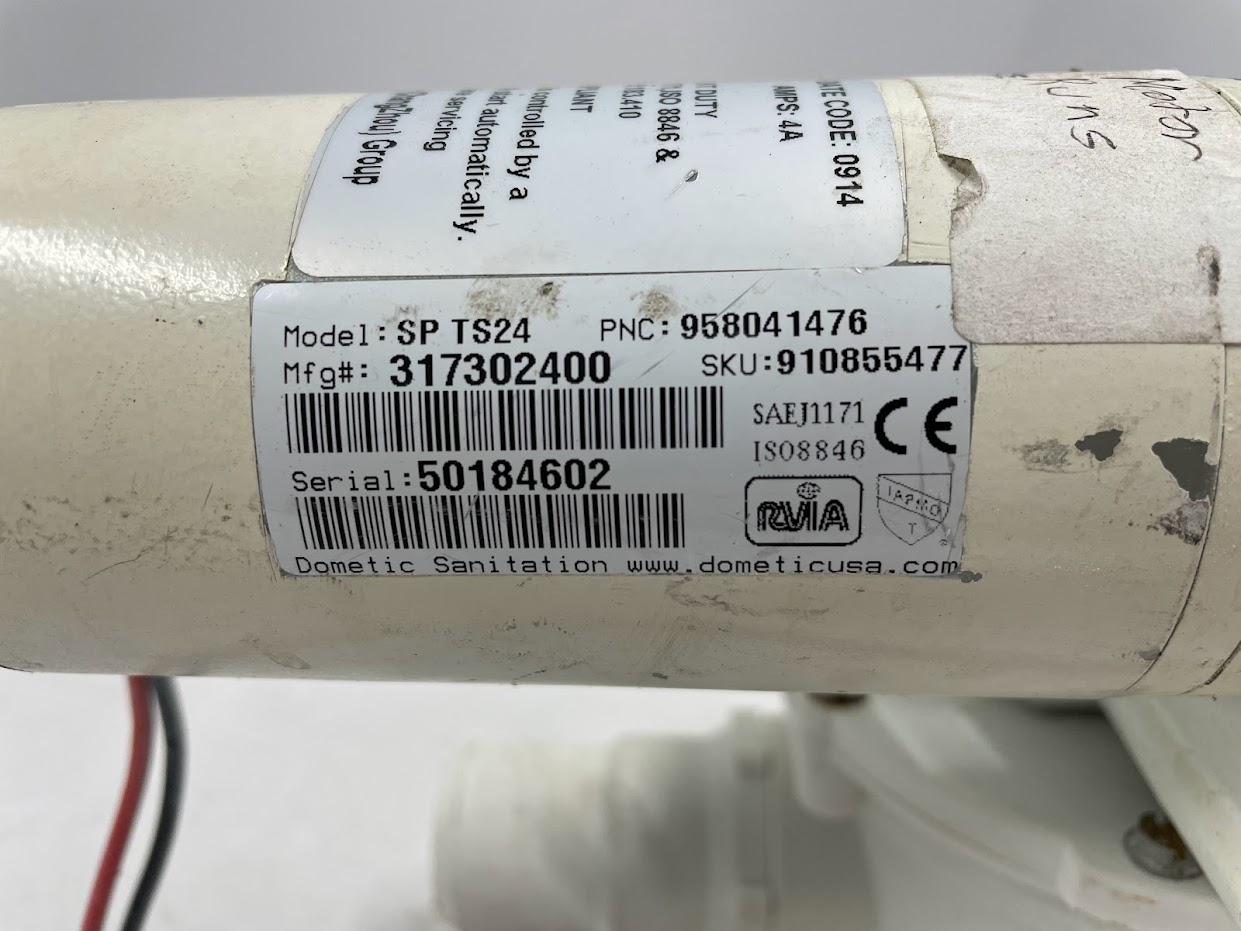 DATE CODE: 0914
AMPS: 4A
DUTY
ISO 8846 &
automatically.
controlled by a
servicing
Group
Motor
Runs
Model: SP TS24 PNC: 958041476
Mfg#: 317302400 SKU:910855477
SAEJ1171 CE
ISO8846
Serial:50184602
RVIA
IAPMO
T
®
Dometic Sanitation www.dometicusa.com